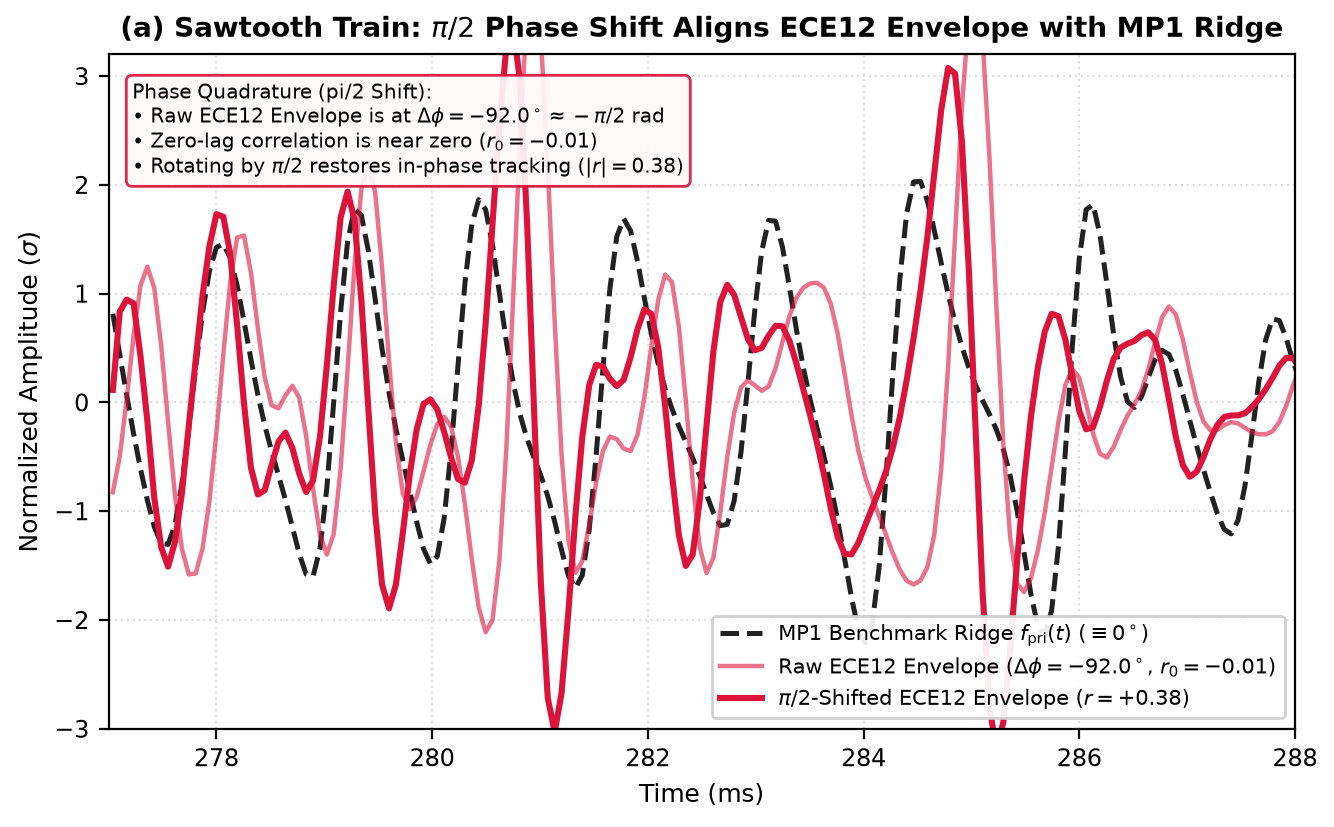 (a) Sawtooth Train: π/2 Phase Shift Aligns ECE12 Envelope with MP1 Ridge
Phase Quadrature (pi/2 Shift):
• Raw ECE12 Envelope is at Δϕ = −92.0° ≈ − π/2 rad
• Zero-lag correlation is near zero (r₀ = −0.01)
• Rotating by π/2 restores in-phase tracking (|r| = 0.38)
Normalized Amplitude (σ)
3
2
1
0
−1
−2
−3
MP1 Benchmark Ridge f_pri(t) (≡ 0°)
Raw ECE12 Envelope (Δϕ = −92.0°, r₀ = −0.01)
π/2-Shifted ECE12 Envelope (r = +0.38)
278 280 282 284 286 288
Time (ms)